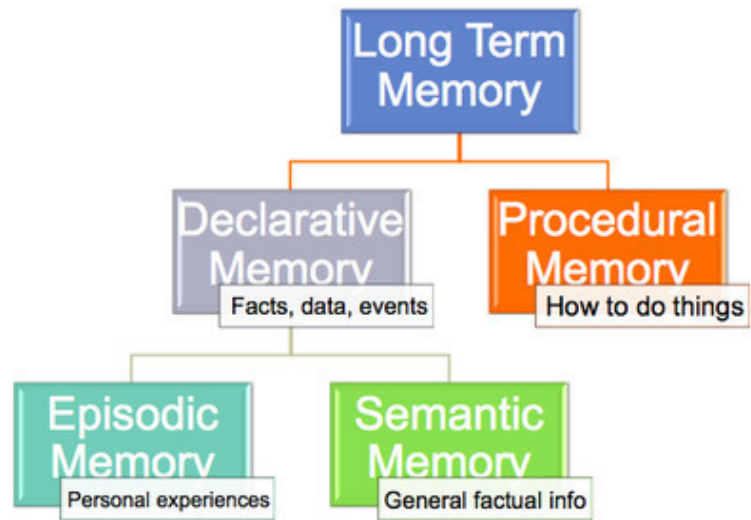 Long Term
Memory
Declarative
Memory
Facts, data, events
Procedural
Memory
How to do things
Episodic
Memory
Personal experiences
Semantic
Memory
General factual info